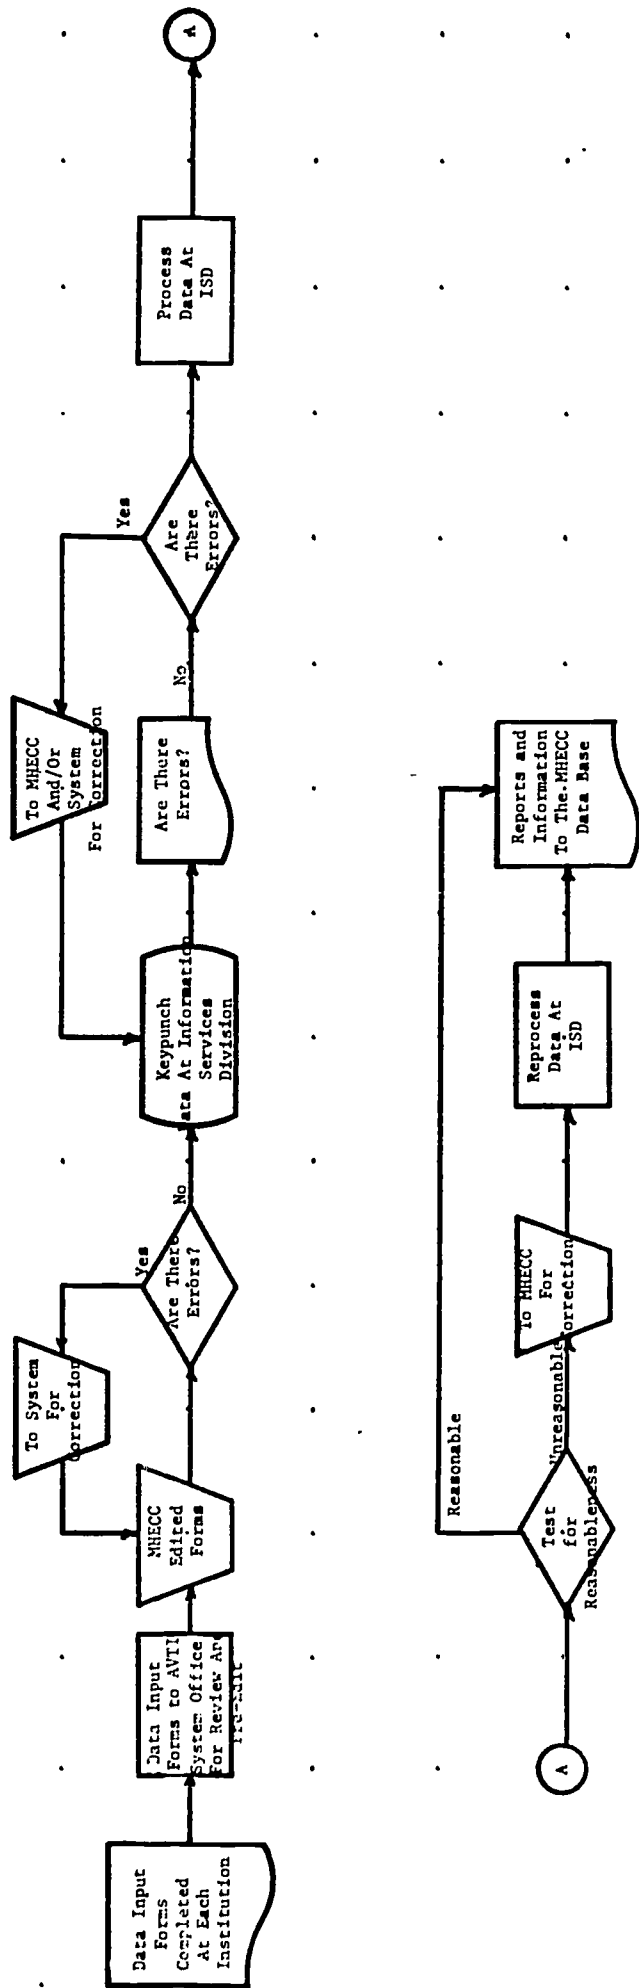 Data Input
Forms
Completed
At Each
Institution
Data Input
Forms to AVTI
System Office
For Review And
Pre-Edit
MHECC
Edited
Forms
To System
For
Correction
Are There
Errors?
Yes
No
Keypunch
Data At Information
Services
Division
To MHECC
And/Or
System
For Correction
Are There
Errors?
No
Are
There
Errors?
Yes
Process
Data At
ISD
A
A
Test
for
Reasonableness
Reasonable
Unreasonable
To MHECC
For
Correction
Reprocess
Data At
ISD
Reports and
Information
To The MHECC
Data Base